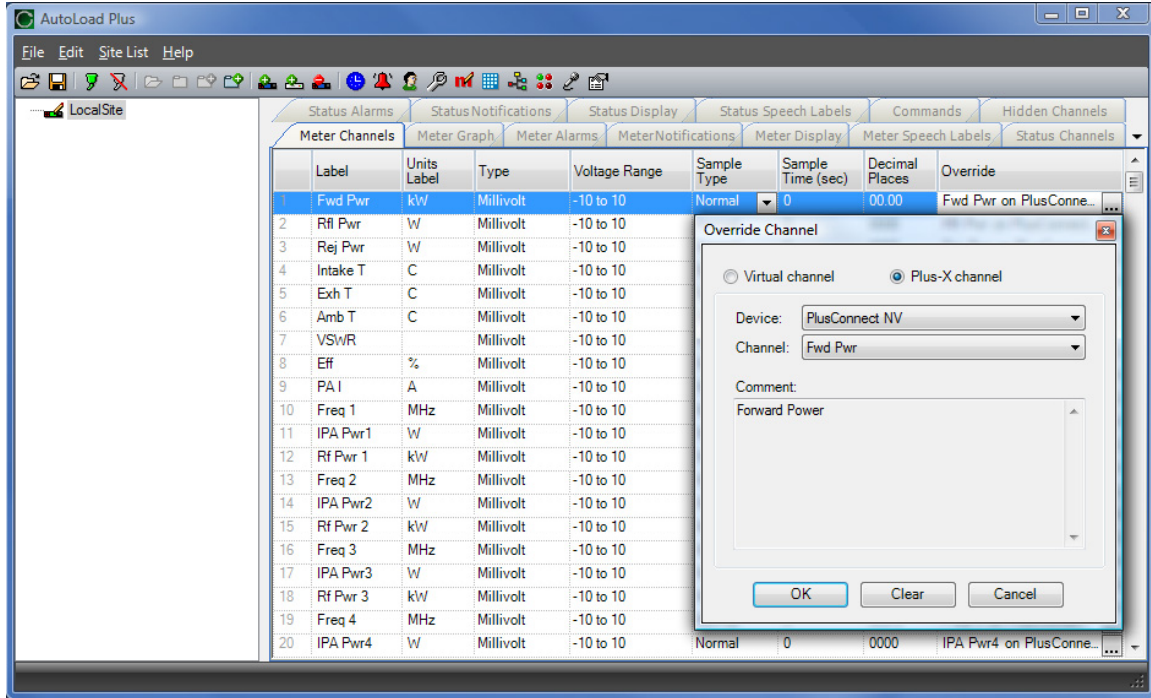 AutoLoad Plus
File Edit Site List Help
LocalSite
Status Alarms Status Notifications Status Display Status Speech Labels Commands Hidden Channels
Meter Channels Meter Graph Meter Alarms MeterNotifications Meter Display Meter Speech Labels Status Channels
Label Units Label Type Voltage Range Sample Type Sample Time (sec) Decimal Places Override
1 Fwd Pwr kW Millivolt -10 to 10 Normal 0 00.00 Fwd Pwr on PlusConne... ...
2 Rfl Pwr W Millivolt -10 to 10
3 Rej Pwr W Millivolt -10 to 10
4 Intake T C Millivolt -10 to 10
5 Exh T C Millivolt -10 to 10
6 Amb T C Millivolt -10 to 10
7 VSWR Millivolt -10 to 10
8 Eff % Millivolt -10 to 10
9 PA I A Millivolt -10 to 10
10 Freq 1 MHz Millivolt -10 to 10
11 IPA Pwr1 W Millivolt -10 to 10
12 Rf Pwr 1 kW Millivolt -10 to 10
13 Freq 2 MHz Millivolt -10 to 10
14 IPA Pwr2 W Millivolt -10 to 10
15 Rf Pwr 2 kW Millivolt -10 to 10
16 Freq 3 MHz Millivolt -10 to 10
17 IPA Pwr3 W Millivolt -10 to 10
18 Rf Pwr 3 kW Millivolt -10 to 10
19 Freq 4 MHz Millivolt -10 to 10
20 IPA Pwr4 W Millivolt -10 to 10 Normal 0 0000 IPA Pwr4 on PlusConne... ...
Override Channel
Virtual channel Plus-X channel
Device: PlusConnect NV
Channel: Fwd Pwr
Comment:
Forward Power
OK Clear Cancel